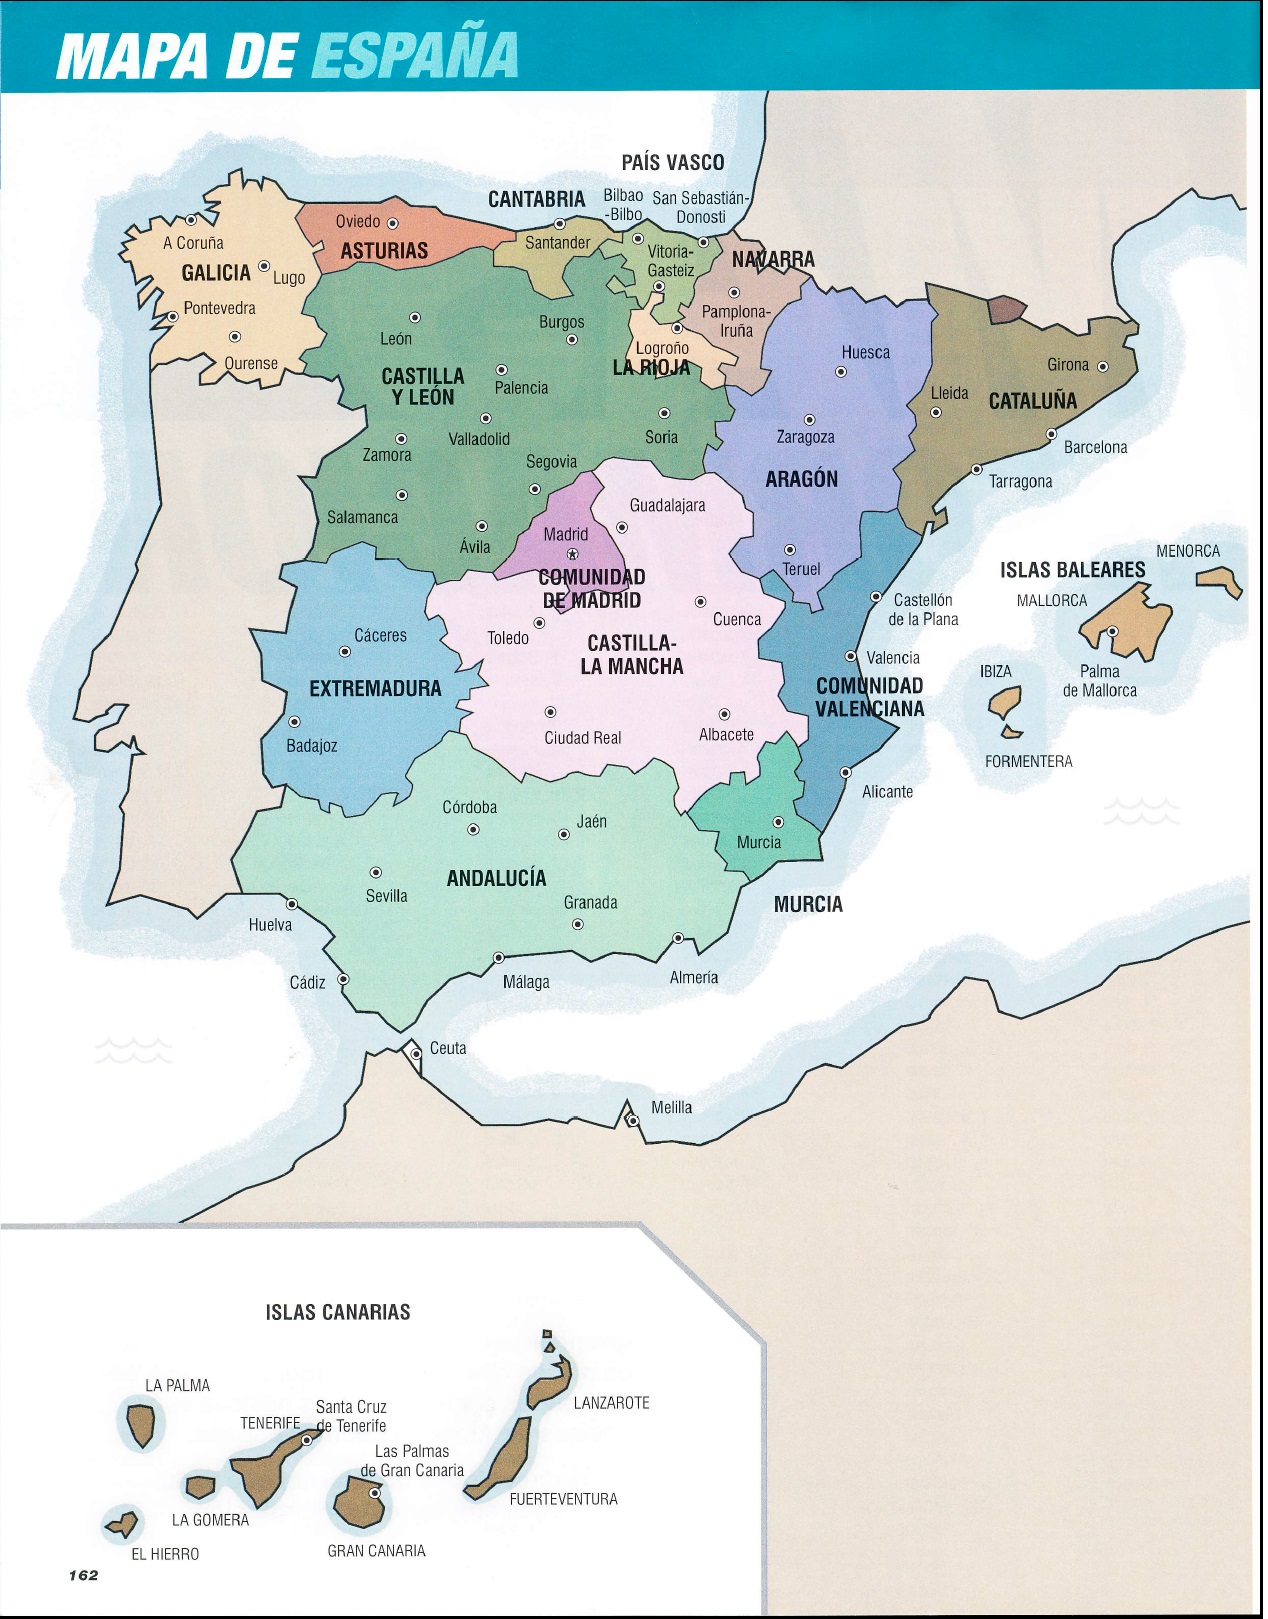 MAPA DE ESPAÑA
PAÍS VASCO
CANTABRIA
Bilbao
-Bilbo
San Sebastián-
Donosti
Oviedo
ASTURIAS
Santander
Vitoria-
Gasteiz
NAVARRA
A Coruña
GALICIA
Lugo
Pontevedra
Ourense
León
Burgos
Pamplona-
Iruña
Logroño
LA RIOJA
Huesca
Girona
CASTILLA
Y LEÓN
Palencia
Lleida
CATALUÑA
Zamora
Valladolid
Soria
Zaragoza
Barcelona
Segovia
ARAGÓN
Tarragona
Salamanca
Guadalajara
Ávila
Madrid
COMUNIDAD
DE MADRID
Teruel
ISLAS BALEARES
MENORCA
MALLORCA
Palma
de Mallorca
IBIZA
FORMENTERA
Castellón
de la Plana
Cáceres
Toledo
Cuenca
CASTILLA-
LA MANCHA
Valencia
EXTREMADURA
COMUNIDAD
VALENCIANA
Badajoz
Ciudad Real
Albacete
Alicante
Córdoba
Jaén
Murcia
Sevilla
ANDALUCÍA
Granada
MURCIA
Huelva
Cádiz
Málaga
Almería
Ceuta
Melilla
ISLAS CANARIAS
LA PALMA
TENERIFE
Santa Cruz
de Tenerife
LANZAROTE
Las Palmas
de Gran Canaria
FUERTEVENTURA
LA GOMERA
EL HIERRO
GRAN CANARIA
162